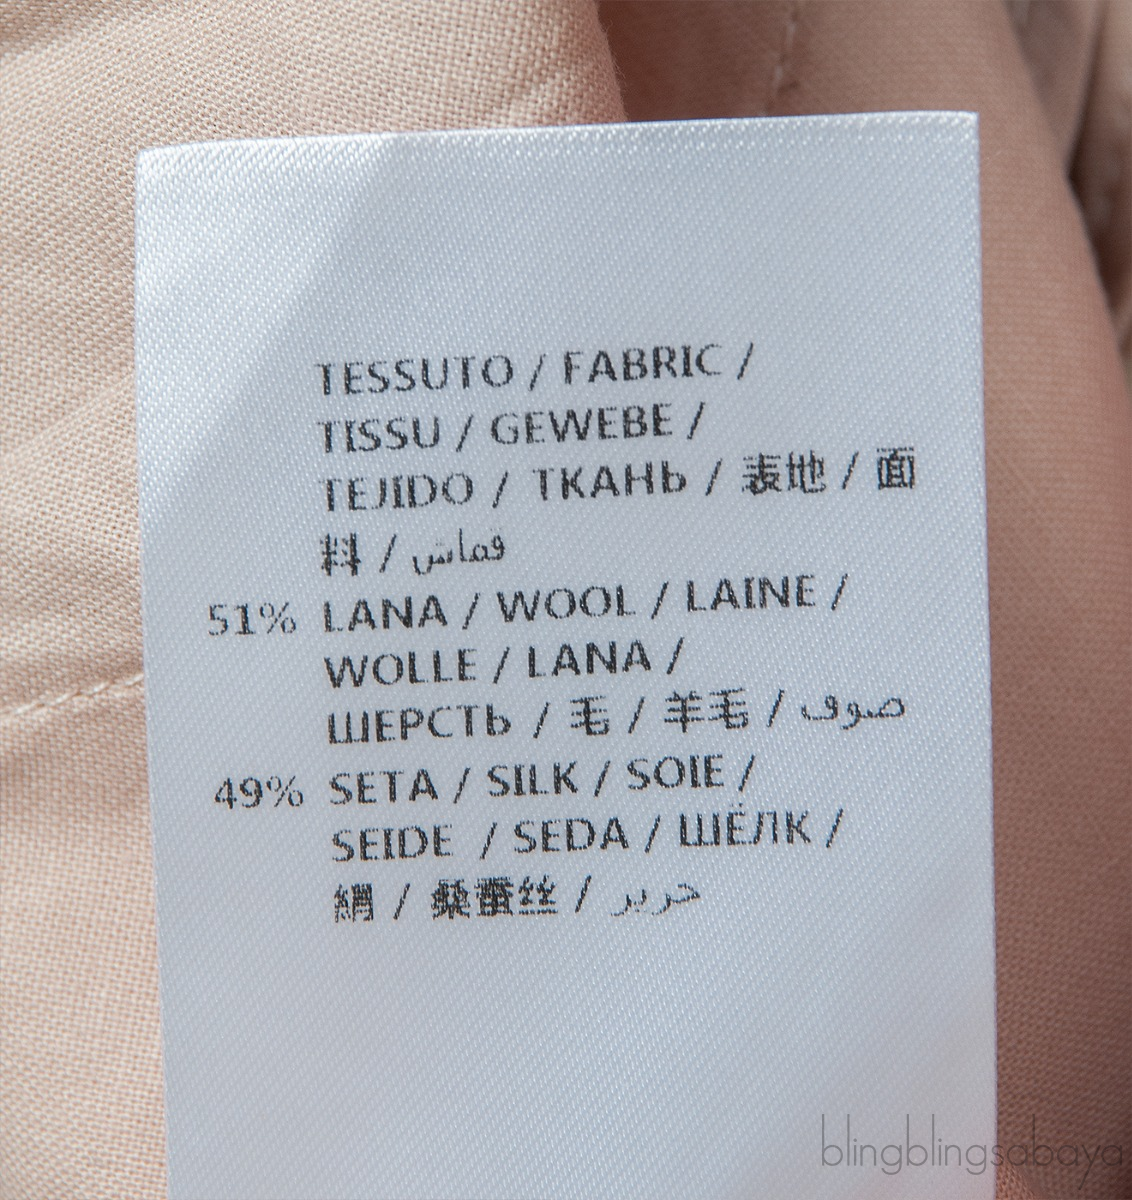 TESSUTO / FABRIC /
TISSU / GEWEBE /
TEJIDO / ТКАНЬ / 表地 / 面
料 / قماش
51% LANA / WOOL / LAINE /
WOLLE / LANA /
ШЕРСТЬ / 毛 / 羊毛 / صوف
49% SETA / SILK / SOIE /
SEIDE / SEDA / ШЁЛК /
絹 / 桑蚕丝 / حرير
blingblingsabaya